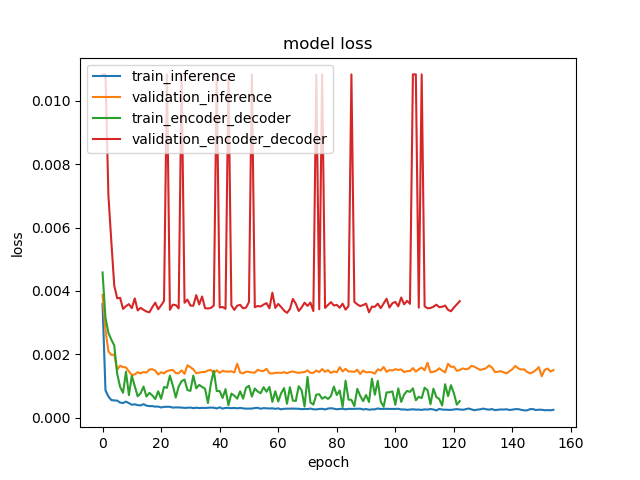 model loss
train_inference
validation_inference
train_encoder_decoder
validation_encoder_decoder
loss
0.010
0.008
0.006
0.004
0.002
0.000
0 20 40 60 80 100 120 140 160
epoch